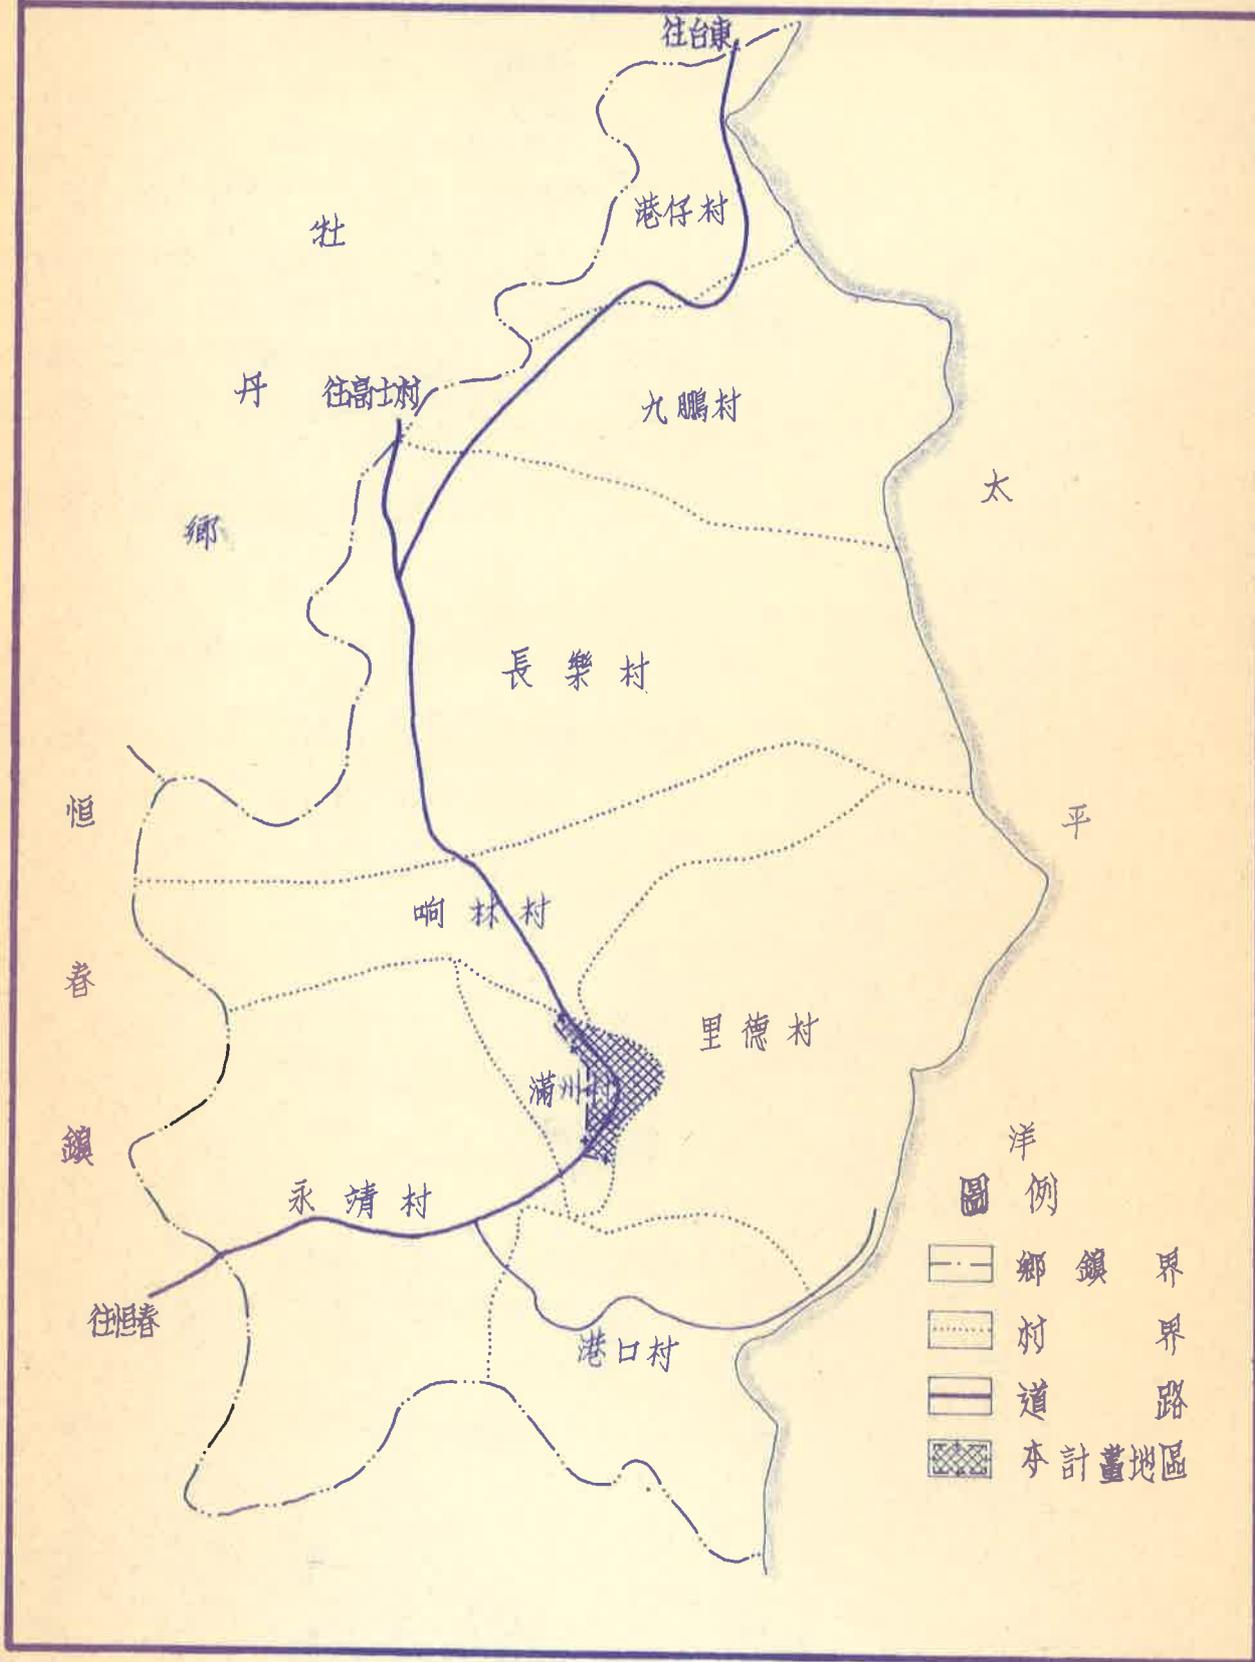 往台東
港仔村
牡丹鄉
往高士村
九鵬村
太平洋
長樂村
恒春鎮
响林村
里德村
滿州村
永靖村
往恒春
港口村
圖例
鄉鎮界
村界
道路
本計畫地區